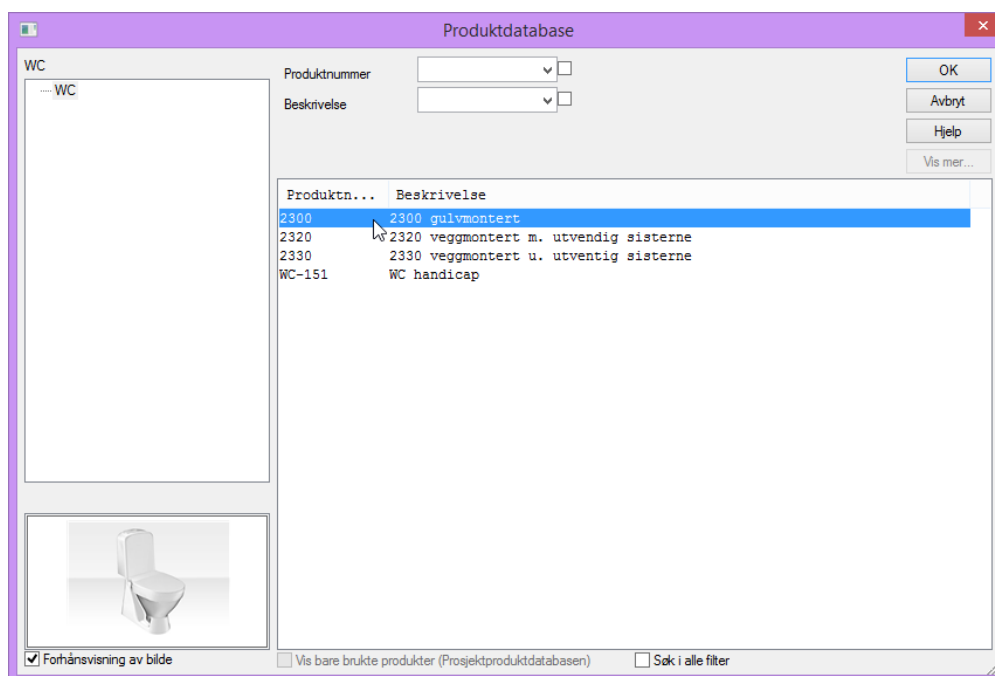 Produktdatabase
WC
WC
Produktnummer
Beskrivelse
OK
Avbryt
Hjelp
Vis mer...
Produktn... Beskrivelse
2300 2300 gulvmontert
2320 2320 veggmontert m. utvendig sisterne
2330 2330 veggmontert u. utventig sisterne
WC-151 WC handicap
Forhånsvisning av bilde
Vis bare brukte produkter (Prosjektproduktdatabasen)
Søk i alle filter